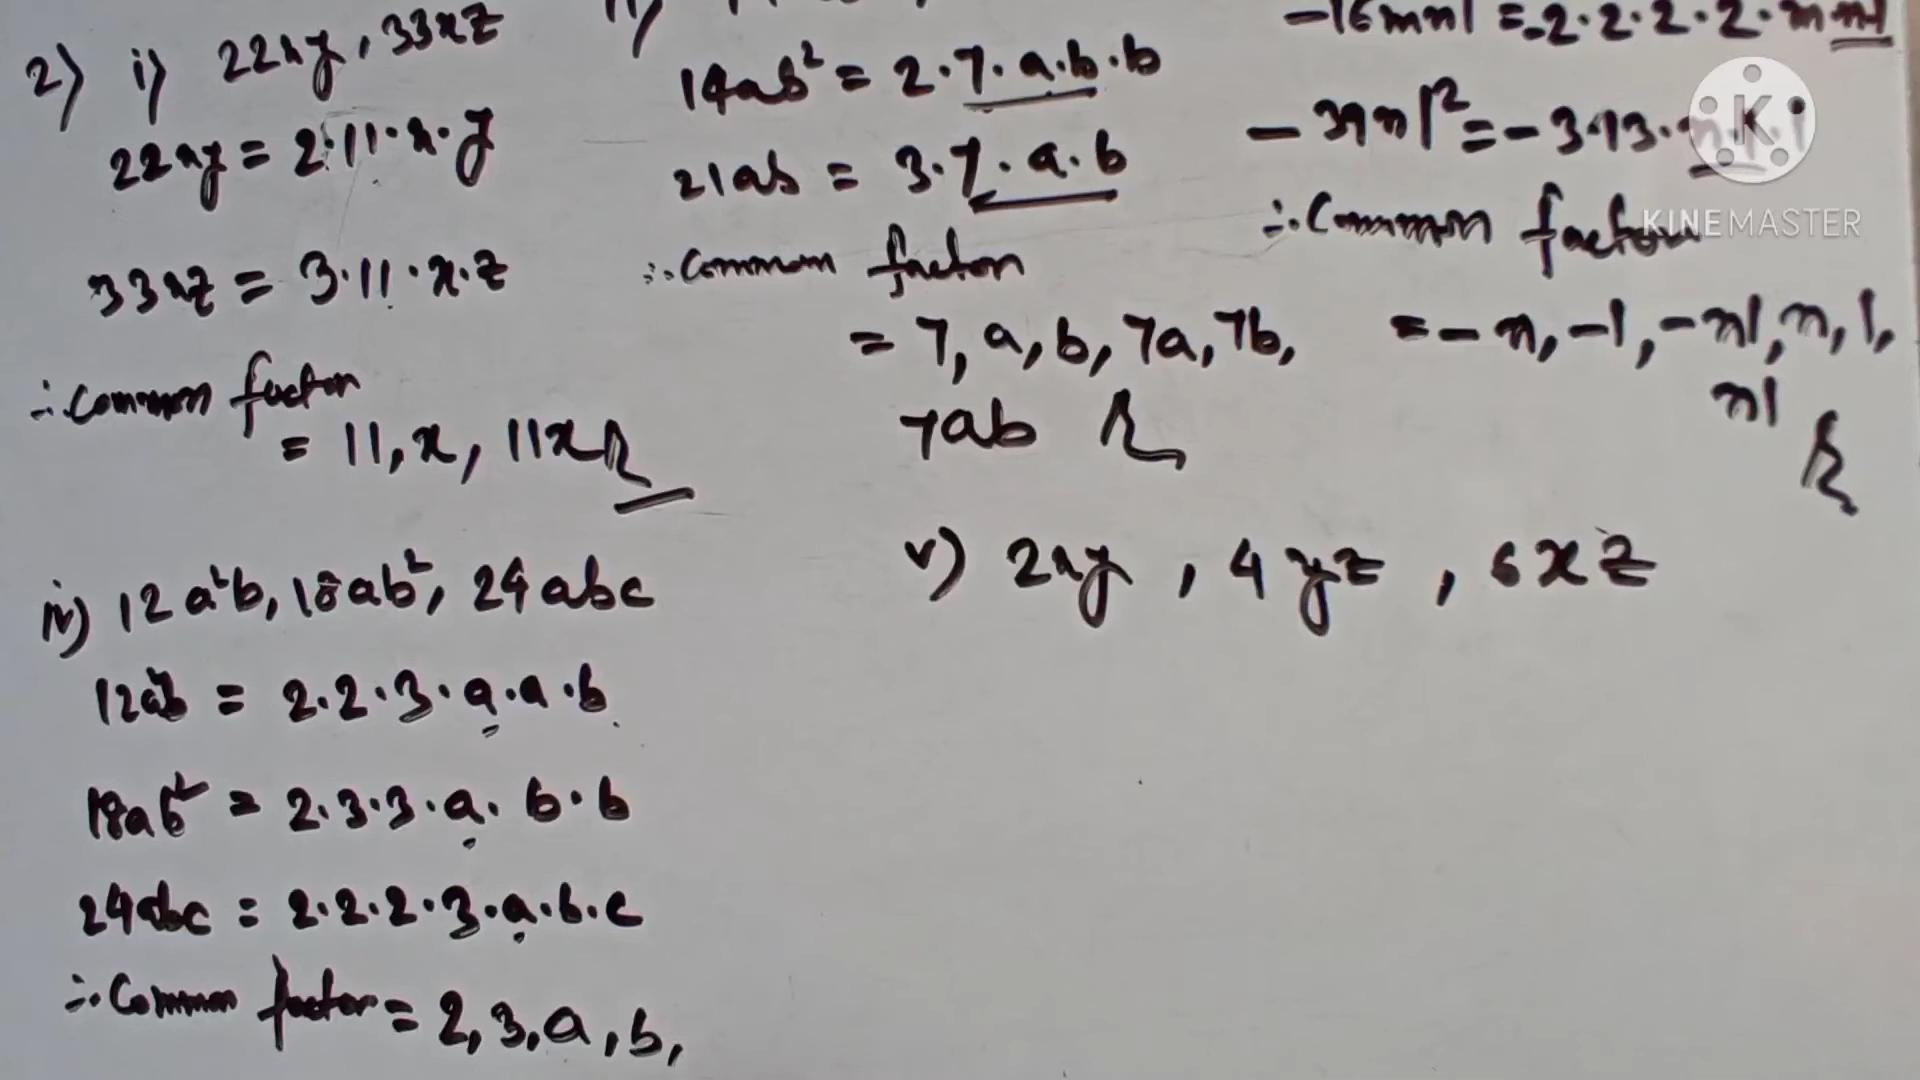 2) i) 22xy, 33xz
22xy = 2·11·x·y
33xz = 3·11·x·z
∴ Common factor
= 11, x, 11x
14ab² = 2·7·a·b·b
21ab = 3·7·a·b
∴ Common factor
= 7, a, b, 7a, 7b,
7ab
-16mnl = -2·2·2·2·m·n·l
-39nl² = -3·13·
∴ Common factor
= -n, -l, -nl, n, l,
nl
iv) 12a²b, 18ab², 24abc
12a²b = 2·2·3·a·a·b
18ab² = 2·3·3·a·b·b
24abc = 2·2·2·3·a·b·c
∴ Common factor = 2, 3, a, b,
v) 2xy, 4yz, 6xz
K
KINEMASTER